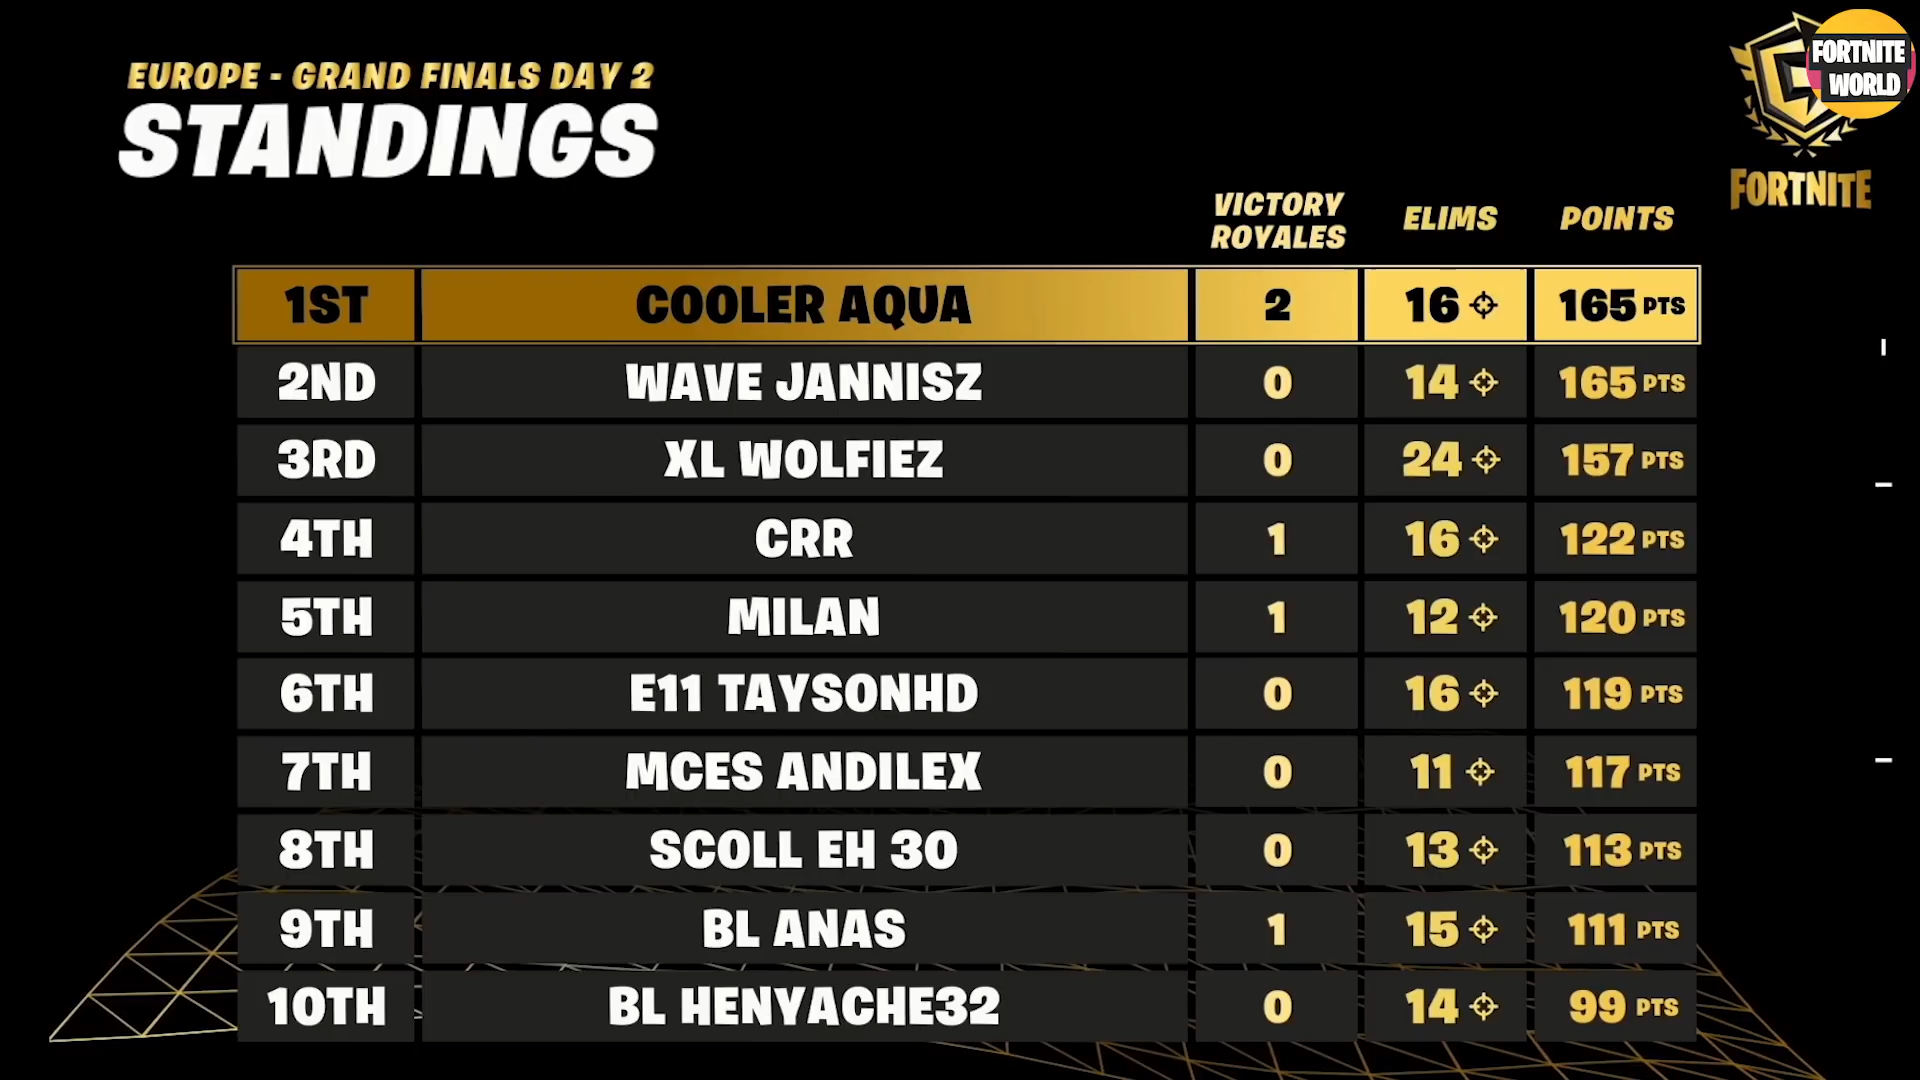 EUROPE - GRAND FINALS DAY 2
STANDINGS
FORTNITE
WORLD
FORTNITE
VICTORY
ROYALES
ELIMS
POINTS
1ST COOLER AQUA 2 16 165 PTS
2ND WAVE JANNISZ 0 14 165 PTS
3RD XL WOLFIEZ 0 24 157 PTS
4TH CRR 1 16 122 PTS
5TH MILAN 1 12 120 PTS
6TH E11 TAYSONHD 0 16 119 PTS
7TH MCES ANDILEX 0 11 117 PTS
8TH SCOLL EH 30 0 13 113 PTS
9TH BL ANAS 1 15 111 PTS
10TH BL HENYACHE32 0 14 99 PTS